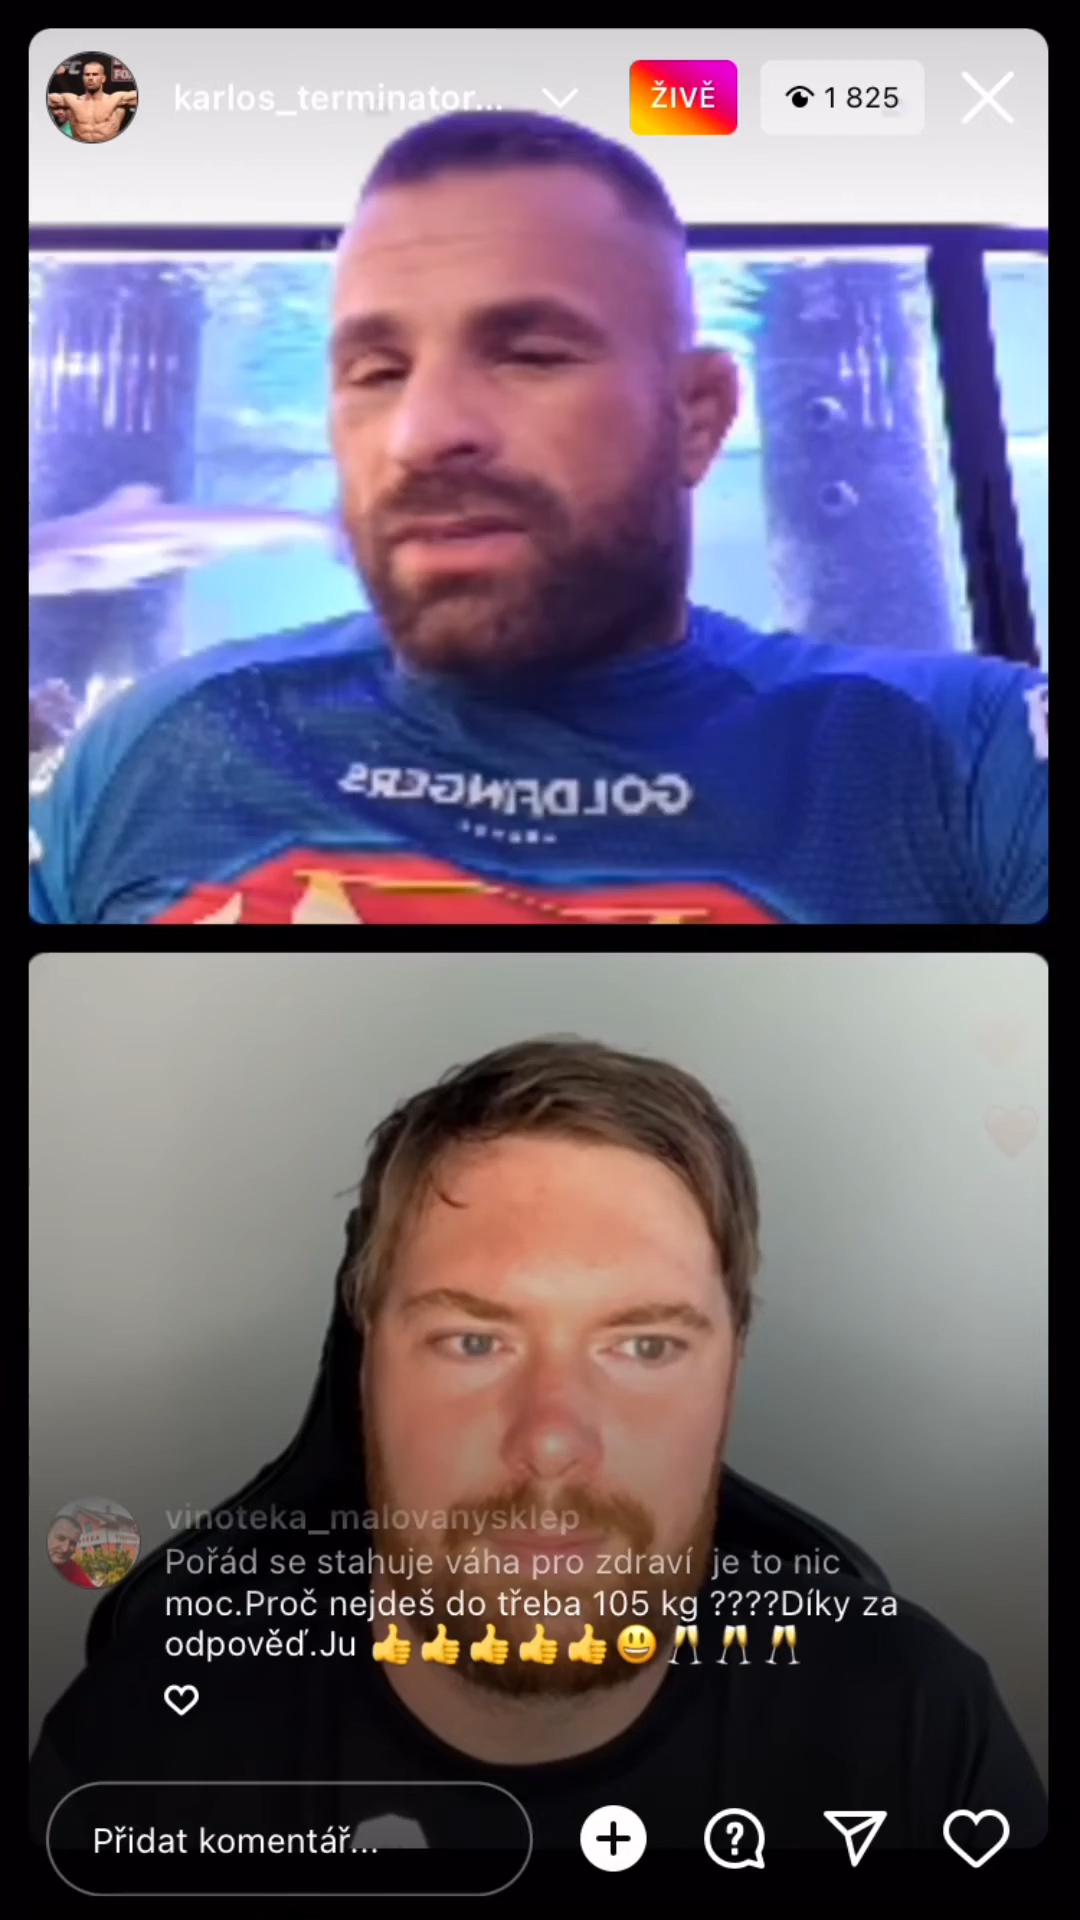 karlos_terminator...
ŽIVĚ
1 825
GOLDFINGERS
vinoteka_malovanysklep
Pořád se stahuje váha pro zdraví je to nic
moc.Proč nejdeš do třeba 105 kg ????Díky za
odpověď.Ju 👍👍👍👍👍😃🥂🥂🥂
Přidat komentář...